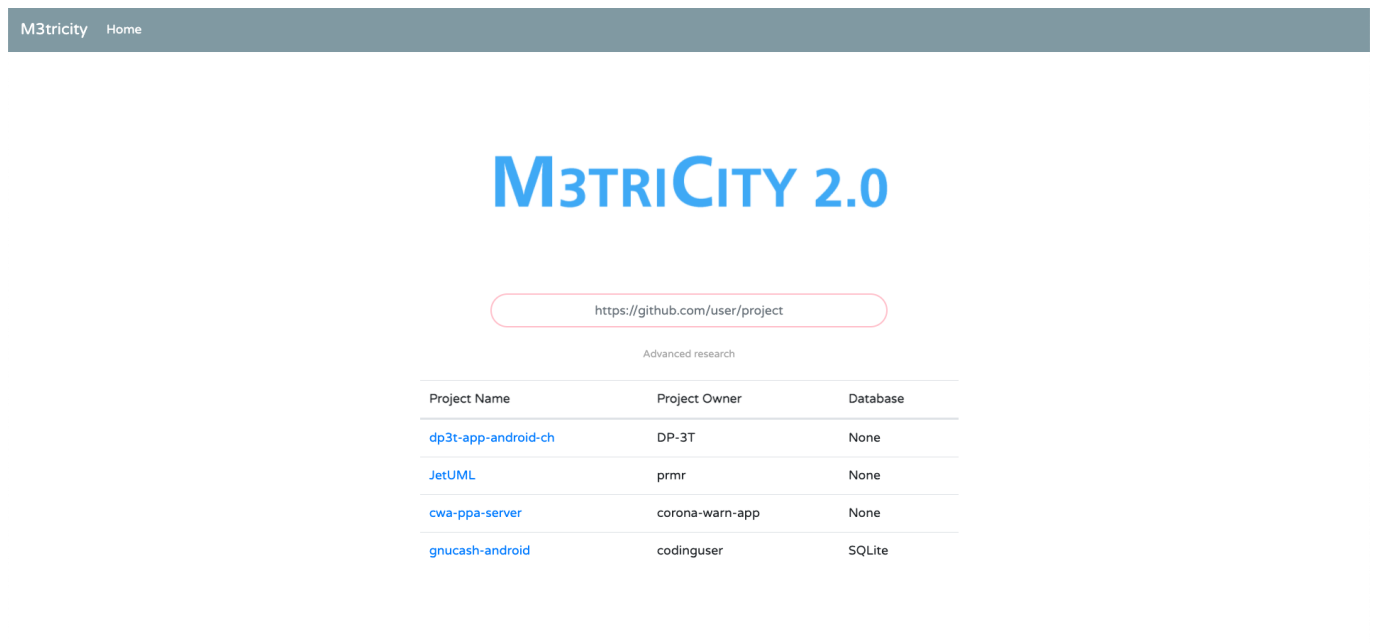 M3tricity Home
M3TRICITY 2.0
https://github.com/user/project
Advanced research
Project Name Project Owner Database
dp3t-app-android-ch DP-3T None
JetUML prmr None
cwa-ppa-server corona-warn-app None
gnucash-android codinguser SQLite